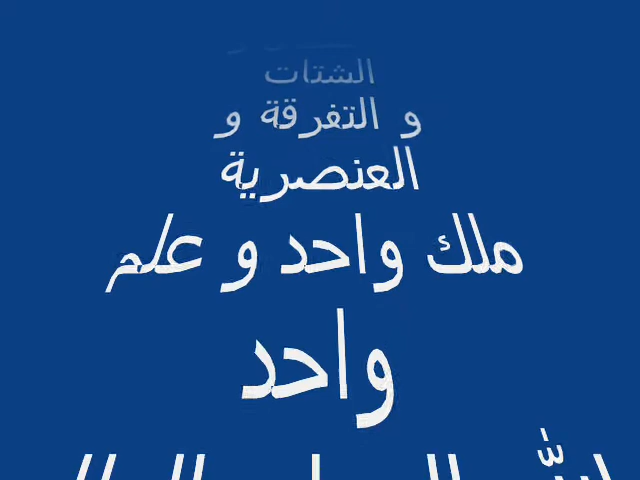 الشتات
و التفرقة و
العنصرية
ملك واحد و علم
واحد